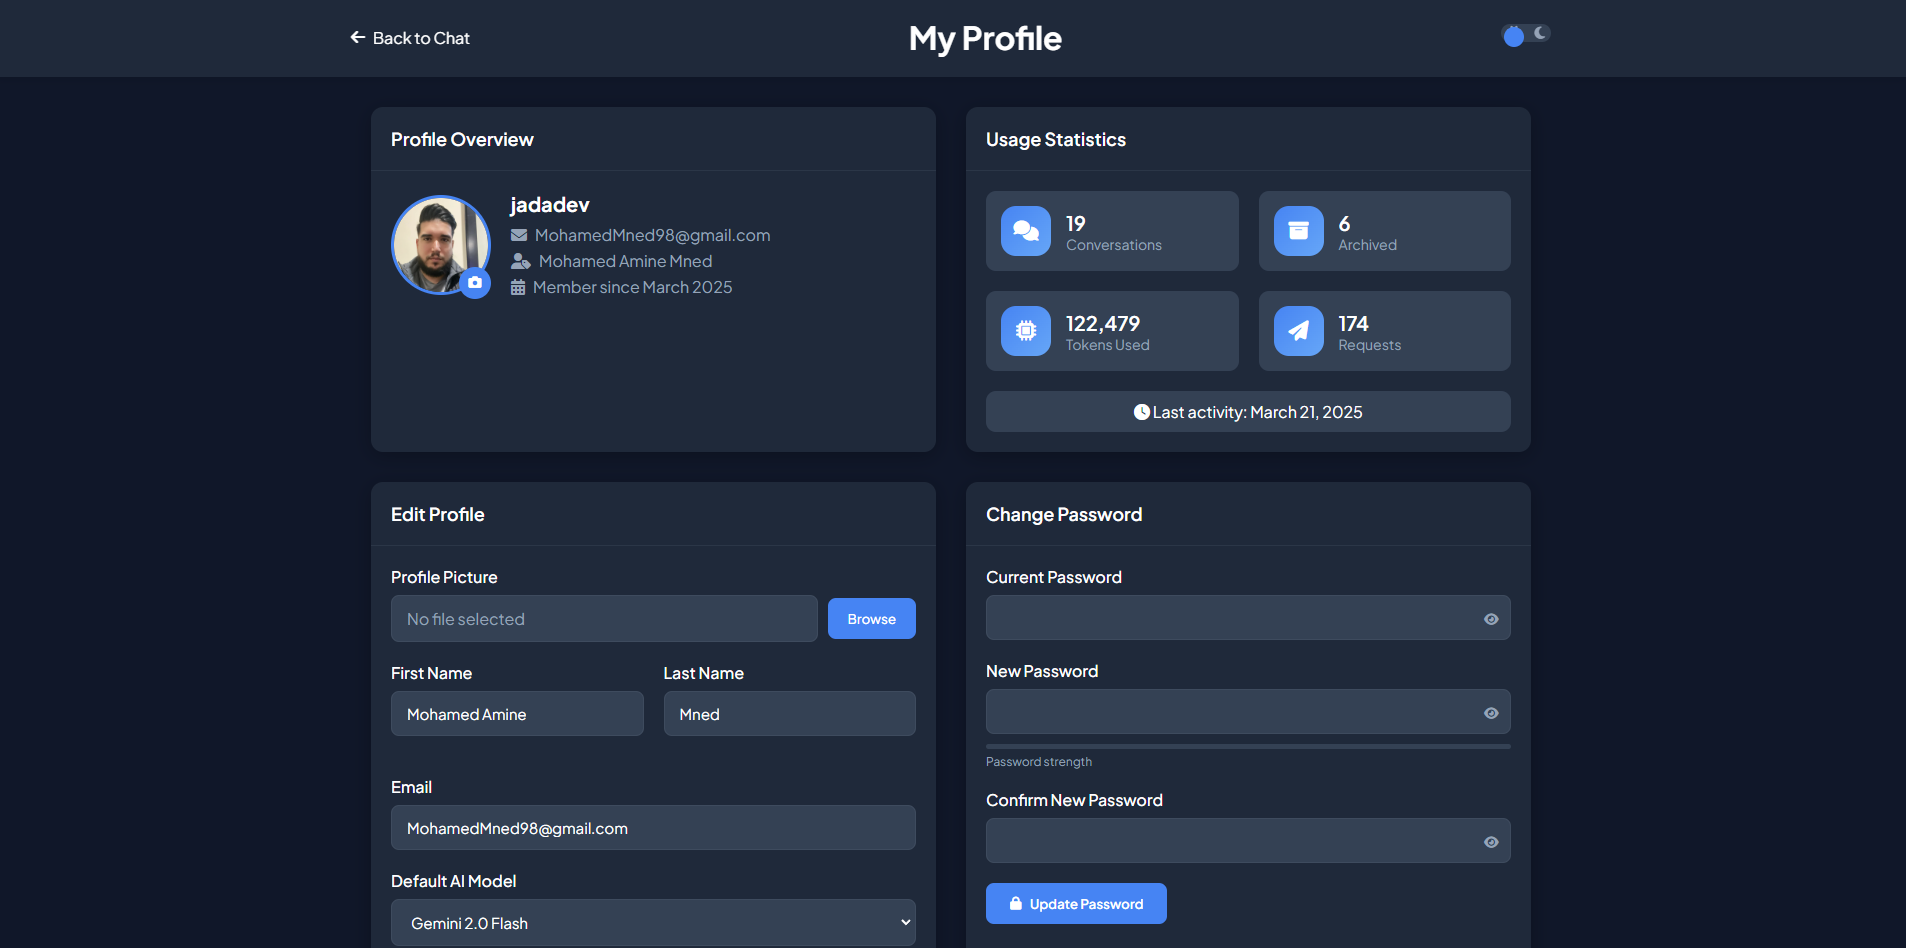 Back to Chat
My Profile
Profile Overview
jadadev
MohamedMned98@gmail.com
Mohamed Amine Mned
Member since March 2025
Usage Statistics
19
Conversations
6
Archived
122,479
Tokens Used
174
Requests
Last activity: March 21, 2025
Edit Profile
Profile Picture
No file selected
Browse
First Name
Last Name
Mohamed Amine
Mned
Email
MohamedMned98@gmail.com
Default AI Model
Gemini 2.0 Flash
Change Password
Current Password
New Password
Password strength
Confirm New Password
Update Password